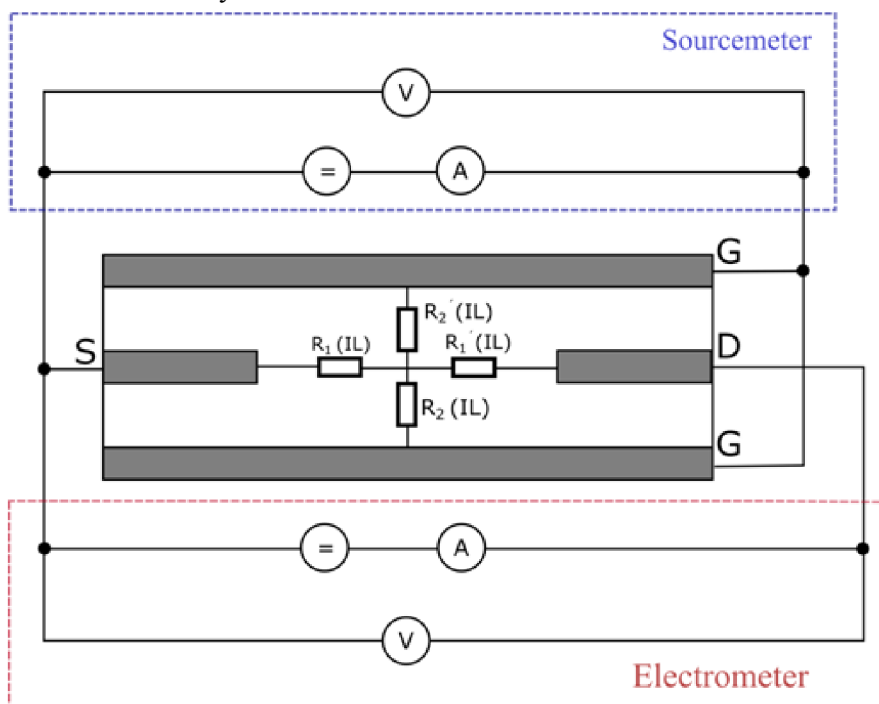 Sourcemeter
V
= A
G
R₂´(IL)
R₁(IL) R₁´(IL)
S D
R₂(IL)
G
= A
V
Electrometer